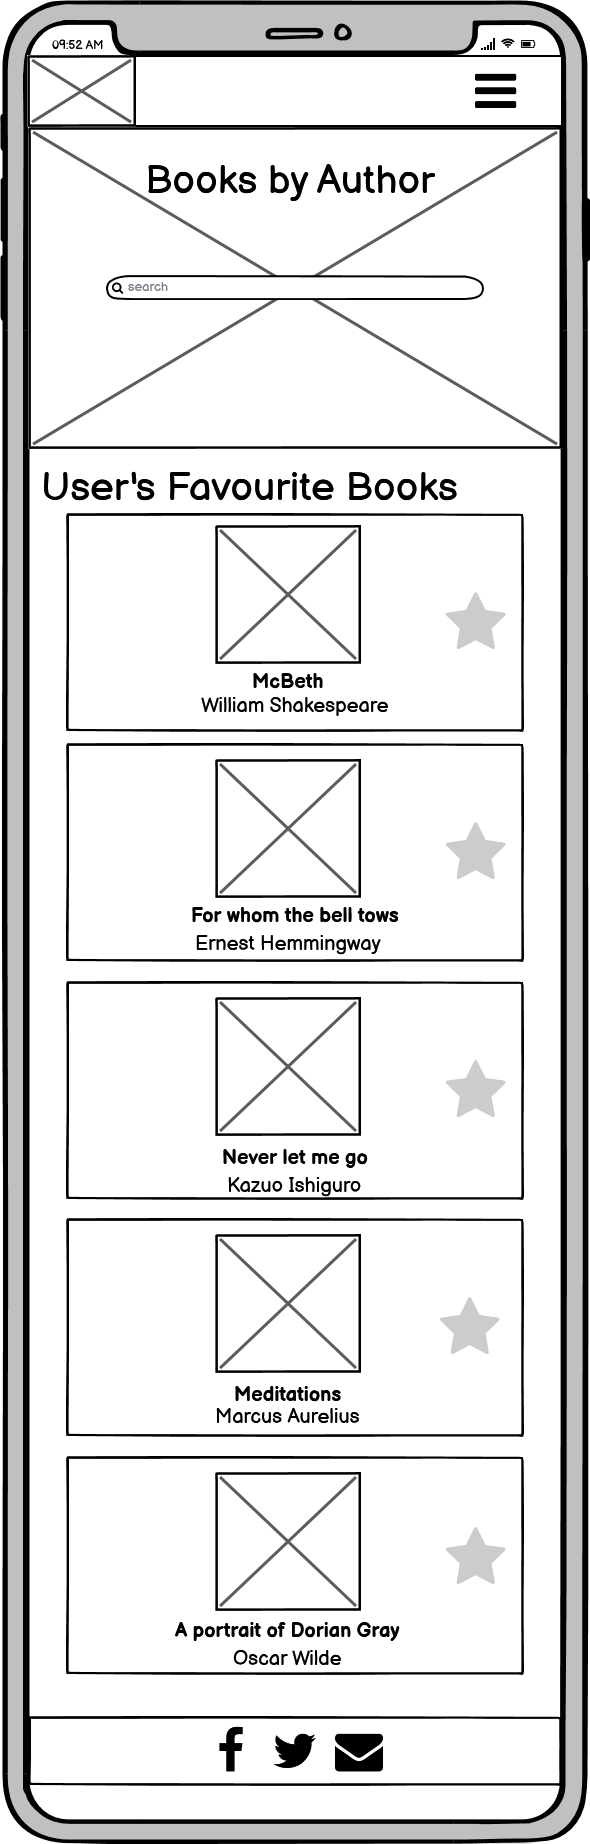 09:52 AM
Books by Author
search
User's Favourite Books
McBeth
William Shakespeare
For whom the bell tows
Ernest Hemmingway
Never let me go
Kazuo Ishiguro
Meditations
Marcus Aurelius
A portrait of Dorian Gray
Oscar Wilde